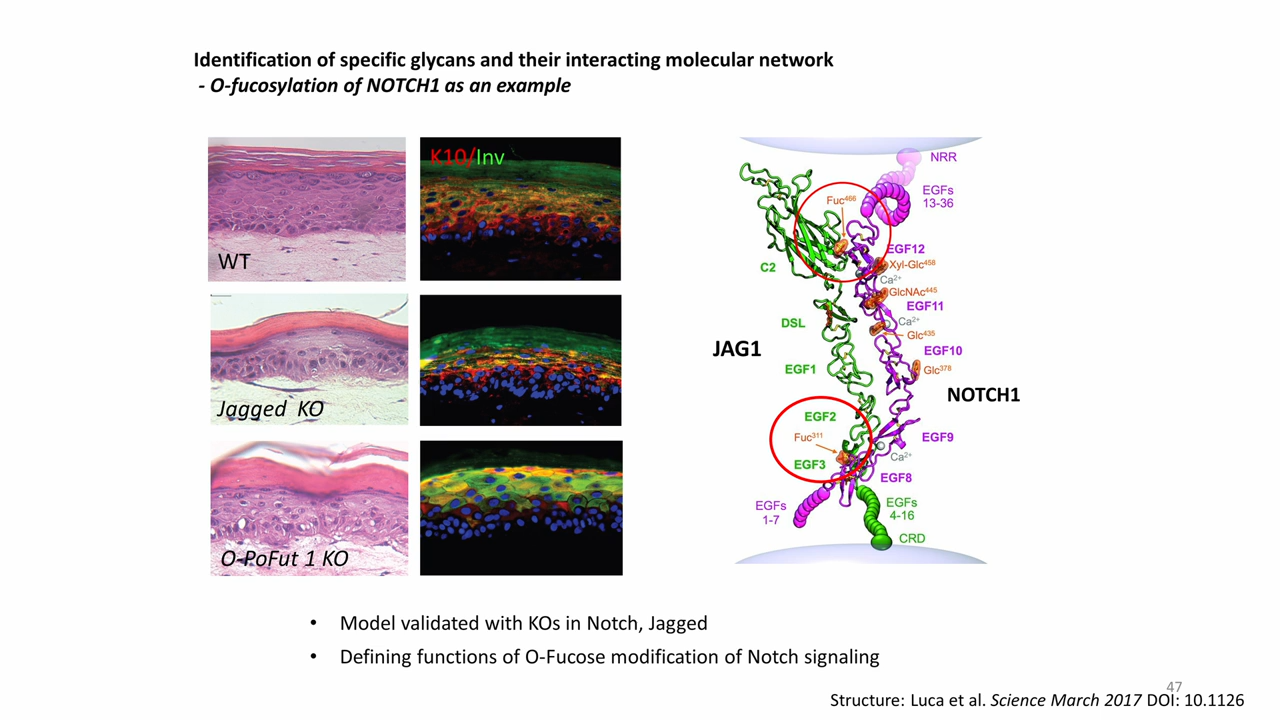 Identification of specific glycans and their interacting molecular network
- O-fucosylation of NOTCH1 as an example
WT
K10/Inv
Jagged KO
O-PoFut 1 KO
NRR
EGFs
13-36
Fuc466
EGF12
C2
Xyl-Glc458
Ca2+
GlcNAc445
EGF11
DSL
Ca2+
Glc435
JAG1
EGF10
EGF1
Glc378
NOTCH1
EGF2
Fuc311
EGF9
EGF3
Ca2+
EGF8
EGFs
1-7
EGFs
4-16
CRD
• Model validated with KOs in Notch, Jagged
• Defining functions of O-Fucose modification of Notch signaling
47
Structure: Luca et al. Science March 2017 DOI: 10.1126